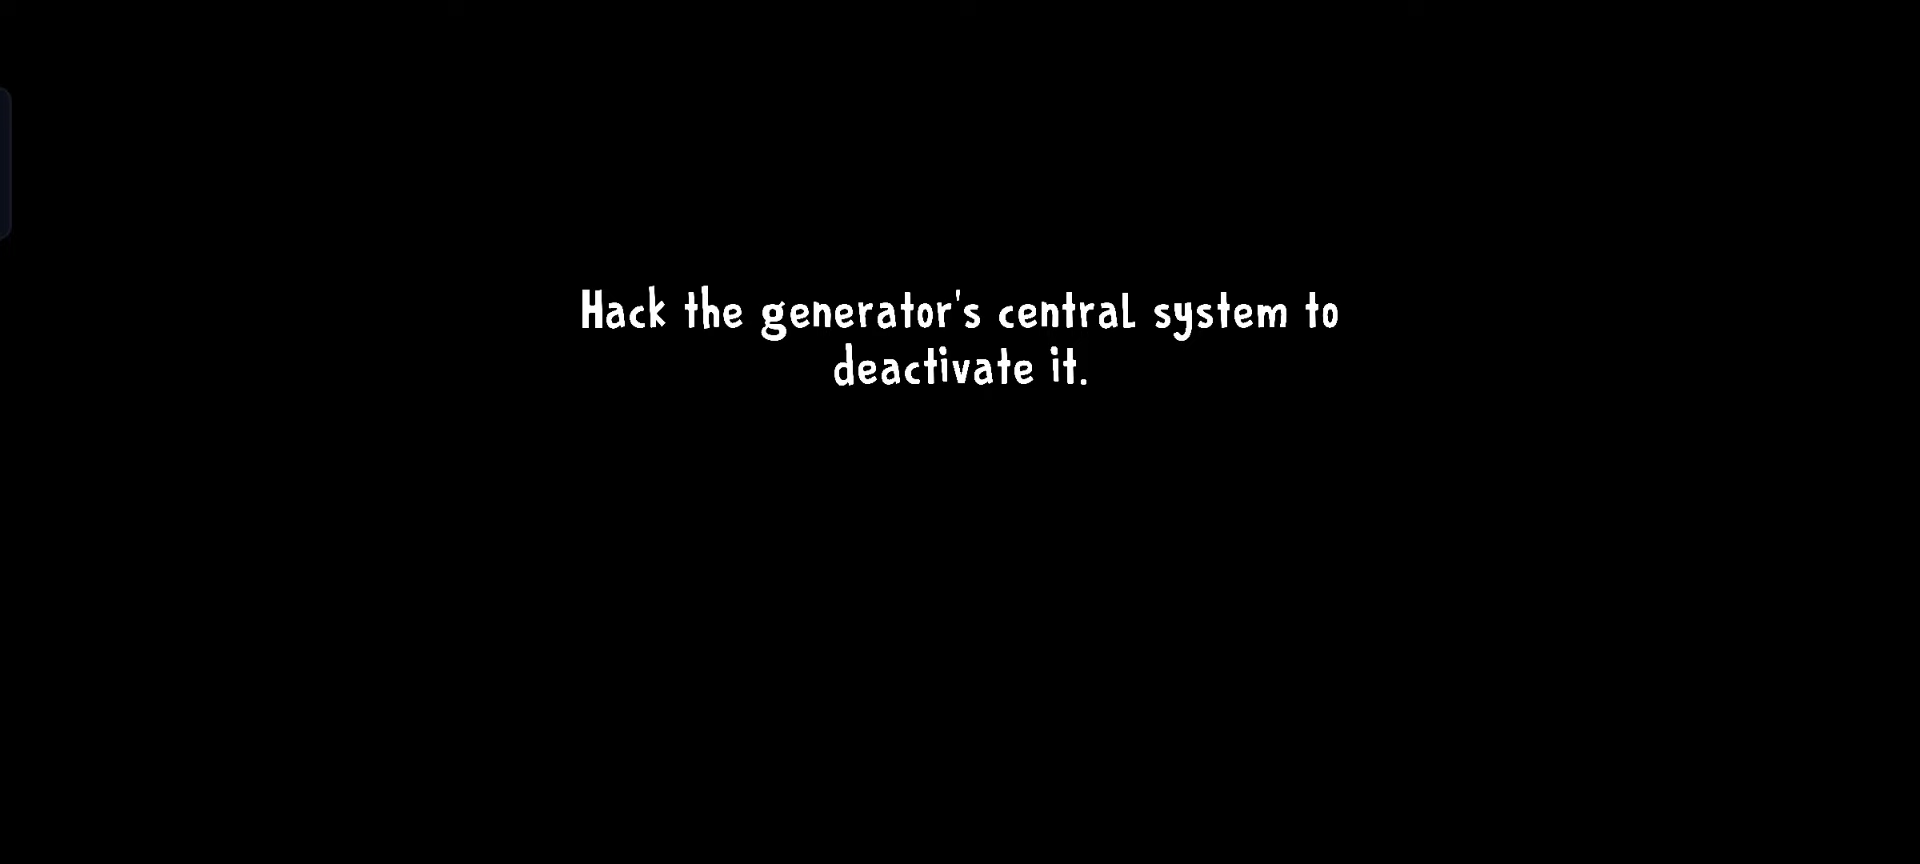 Hack the generator's central system to
deactivate it.